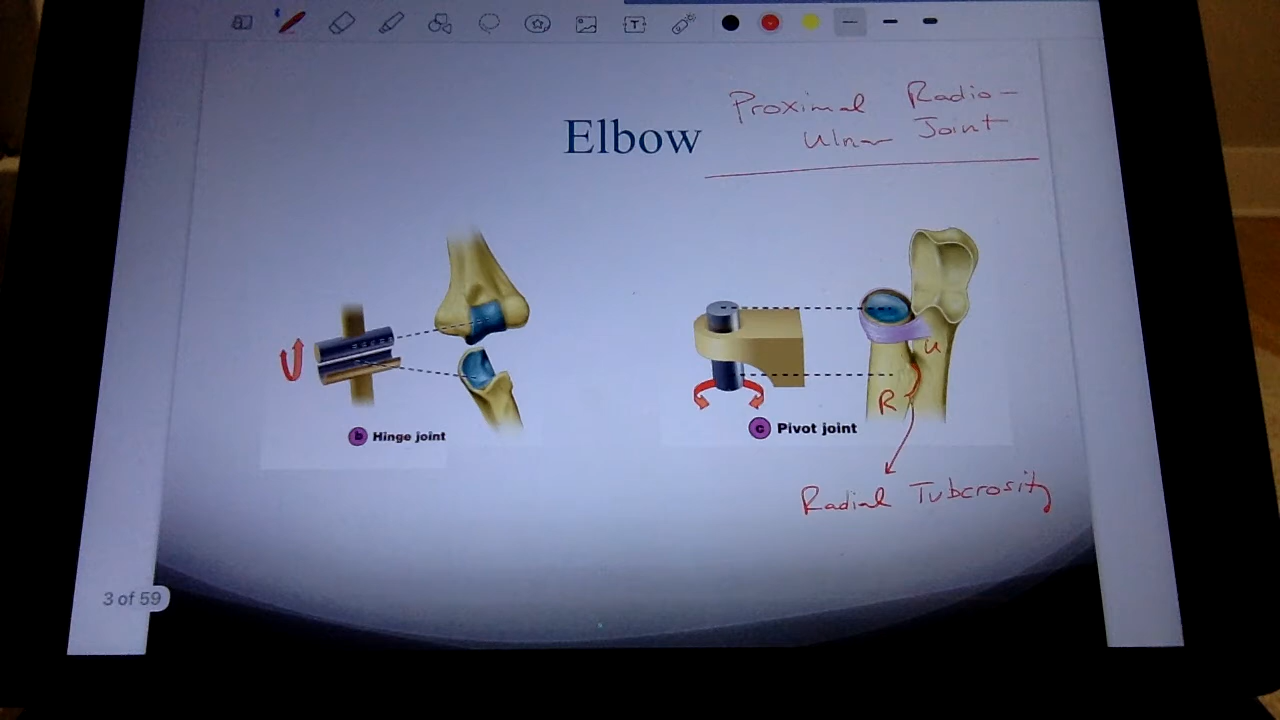 T
Elbow
Proximal Radio-
Ulnar Joint
U
R
b Hinge joint
c Pivot joint
Radial Tuberosity
3 of 59